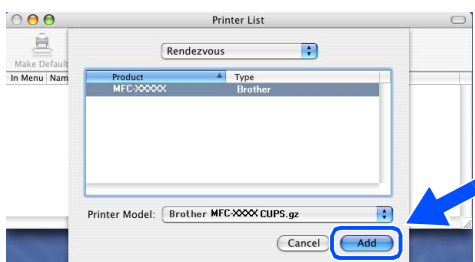 Printer List
Rendezvous
Make Default
In Menu Nam
Product Type
MFC-XXXXX Brother
Printer Model: Brother MFC-XXXX CUPS.gz
Cancel Add